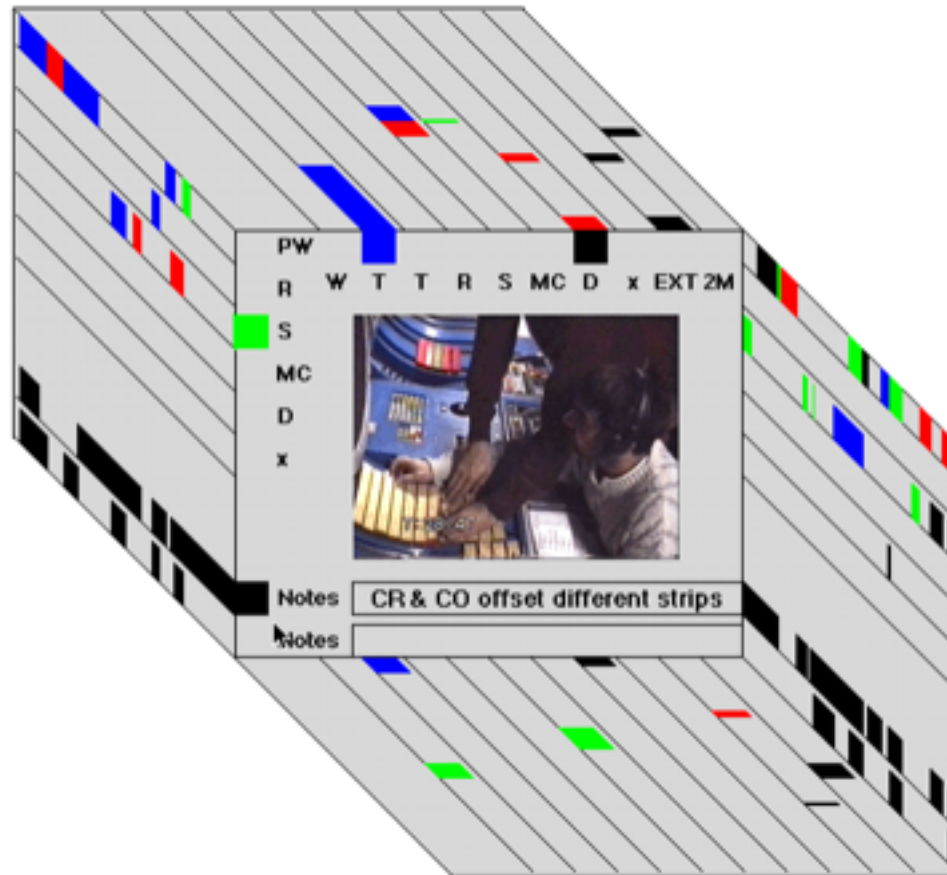 PW
R
W T T R S MC D x EXT 2M
S
MC
D
x
Notes CR & CO offset different strips
Notes